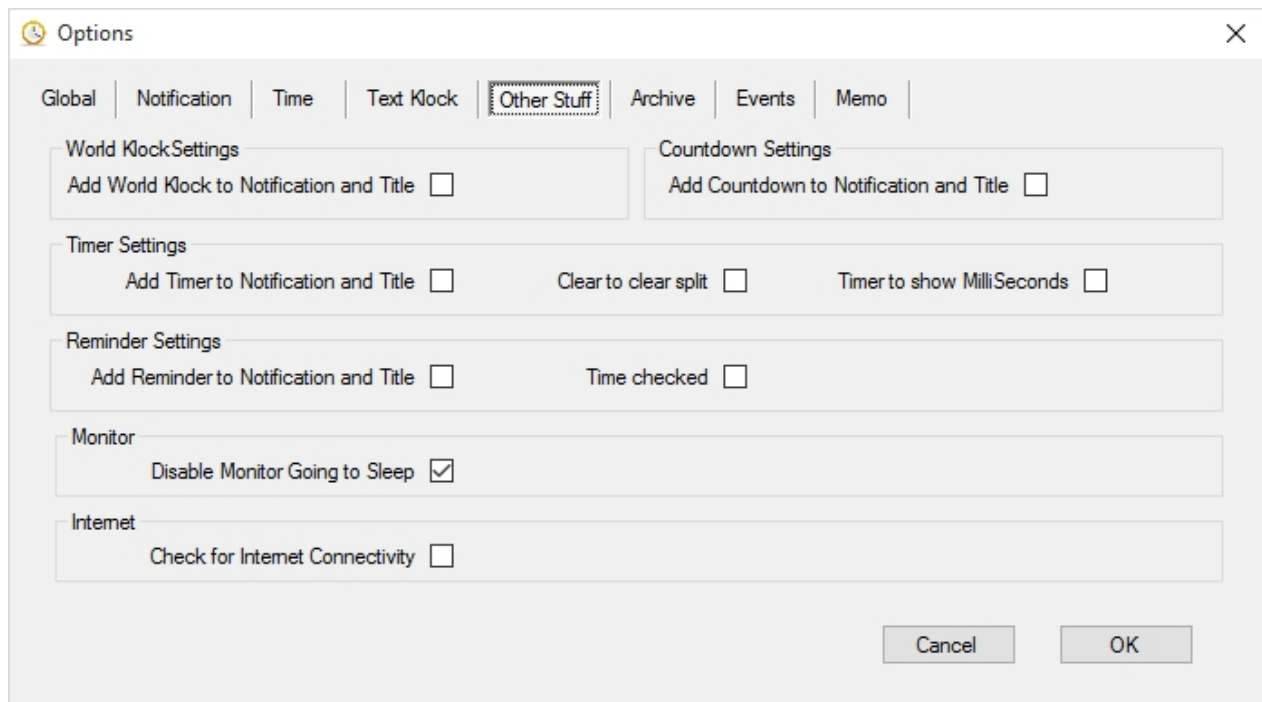 Options
Global Notification Time Text Klock Other Stuff Archive Events Memo
World KlockSettings
Add World Klock to Notification and Title
Countdown Settings
Add Countdown to Notification and Title
Timer Settings
Add Timer to Notification and Title Clear to clear split Timer to show MilliSeconds
Reminder Settings
Add Reminder to Notification and Title Time checked
Monitor
Disable Monitor Going to Sleep
Internet
Check for Internet Connectivity
Cancel OK